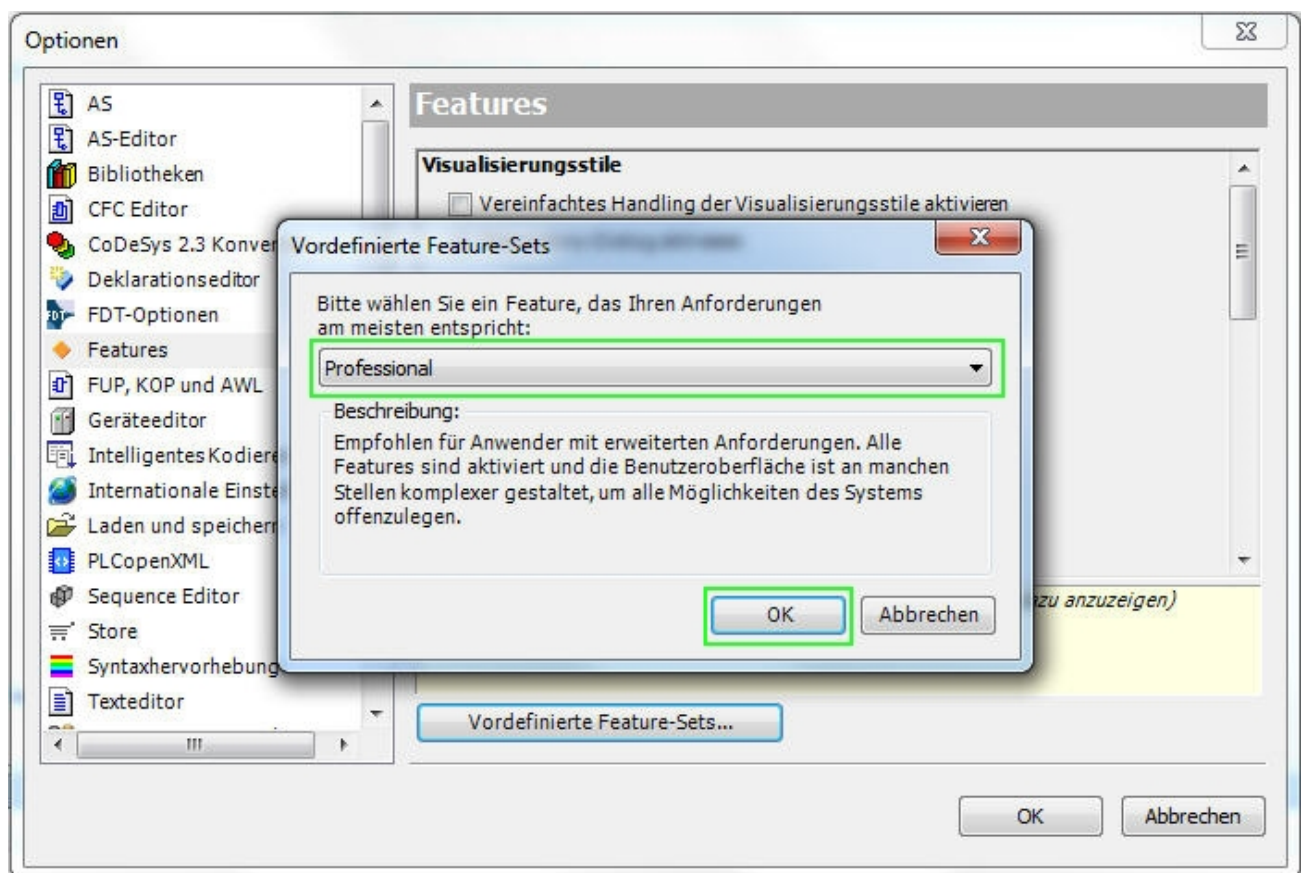 Optionen
AS
AS-Editor
Bibliotheken
CFC Editor
CoDeSys 2.3 Konver
Deklarationseditor
FDT-Optionen
Features
FUP, KOP und AWL
Geräteeditor
Intelligentes Kodiere
Internationale Einste
Laden und speichern
PLCopenXML
Sequence Editor
Store
Syntaxhervorhebung
Texteditor
Features
Visualisierungsstile
Vereinfachtes Handling der Visualisierungsstile aktivieren
Vordefinierte Feature-Sets
Bitte wählen Sie ein Feature, das Ihren Anforderungen
am meisten entspricht:
Professional
Beschreibung:
Empfohlen für Anwender mit erweiterten Anforderungen. Alle
Features sind aktiviert und die Benutzeroberfläche ist an manchen
Stellen komplexer gestaltet, um alle Möglichkeiten des Systems
offenzulegen.
OK
Abbrechen
anzuzeigen)
Vordefinierte Feature-Sets...
OK
Abbrechen